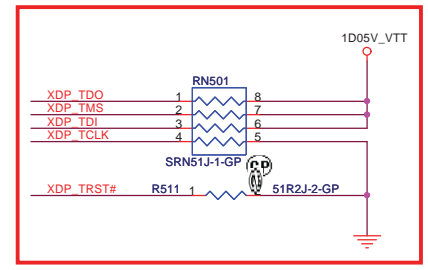 1D05V_VTT
RN501
XDP_TDO 1 8
XDP_TMS 2 7
XDP_TDI 3 6
XDP_TCLK 4 5
SRN51J-1-GP
XDP_TRST# R511 1 51R2J-2-GP